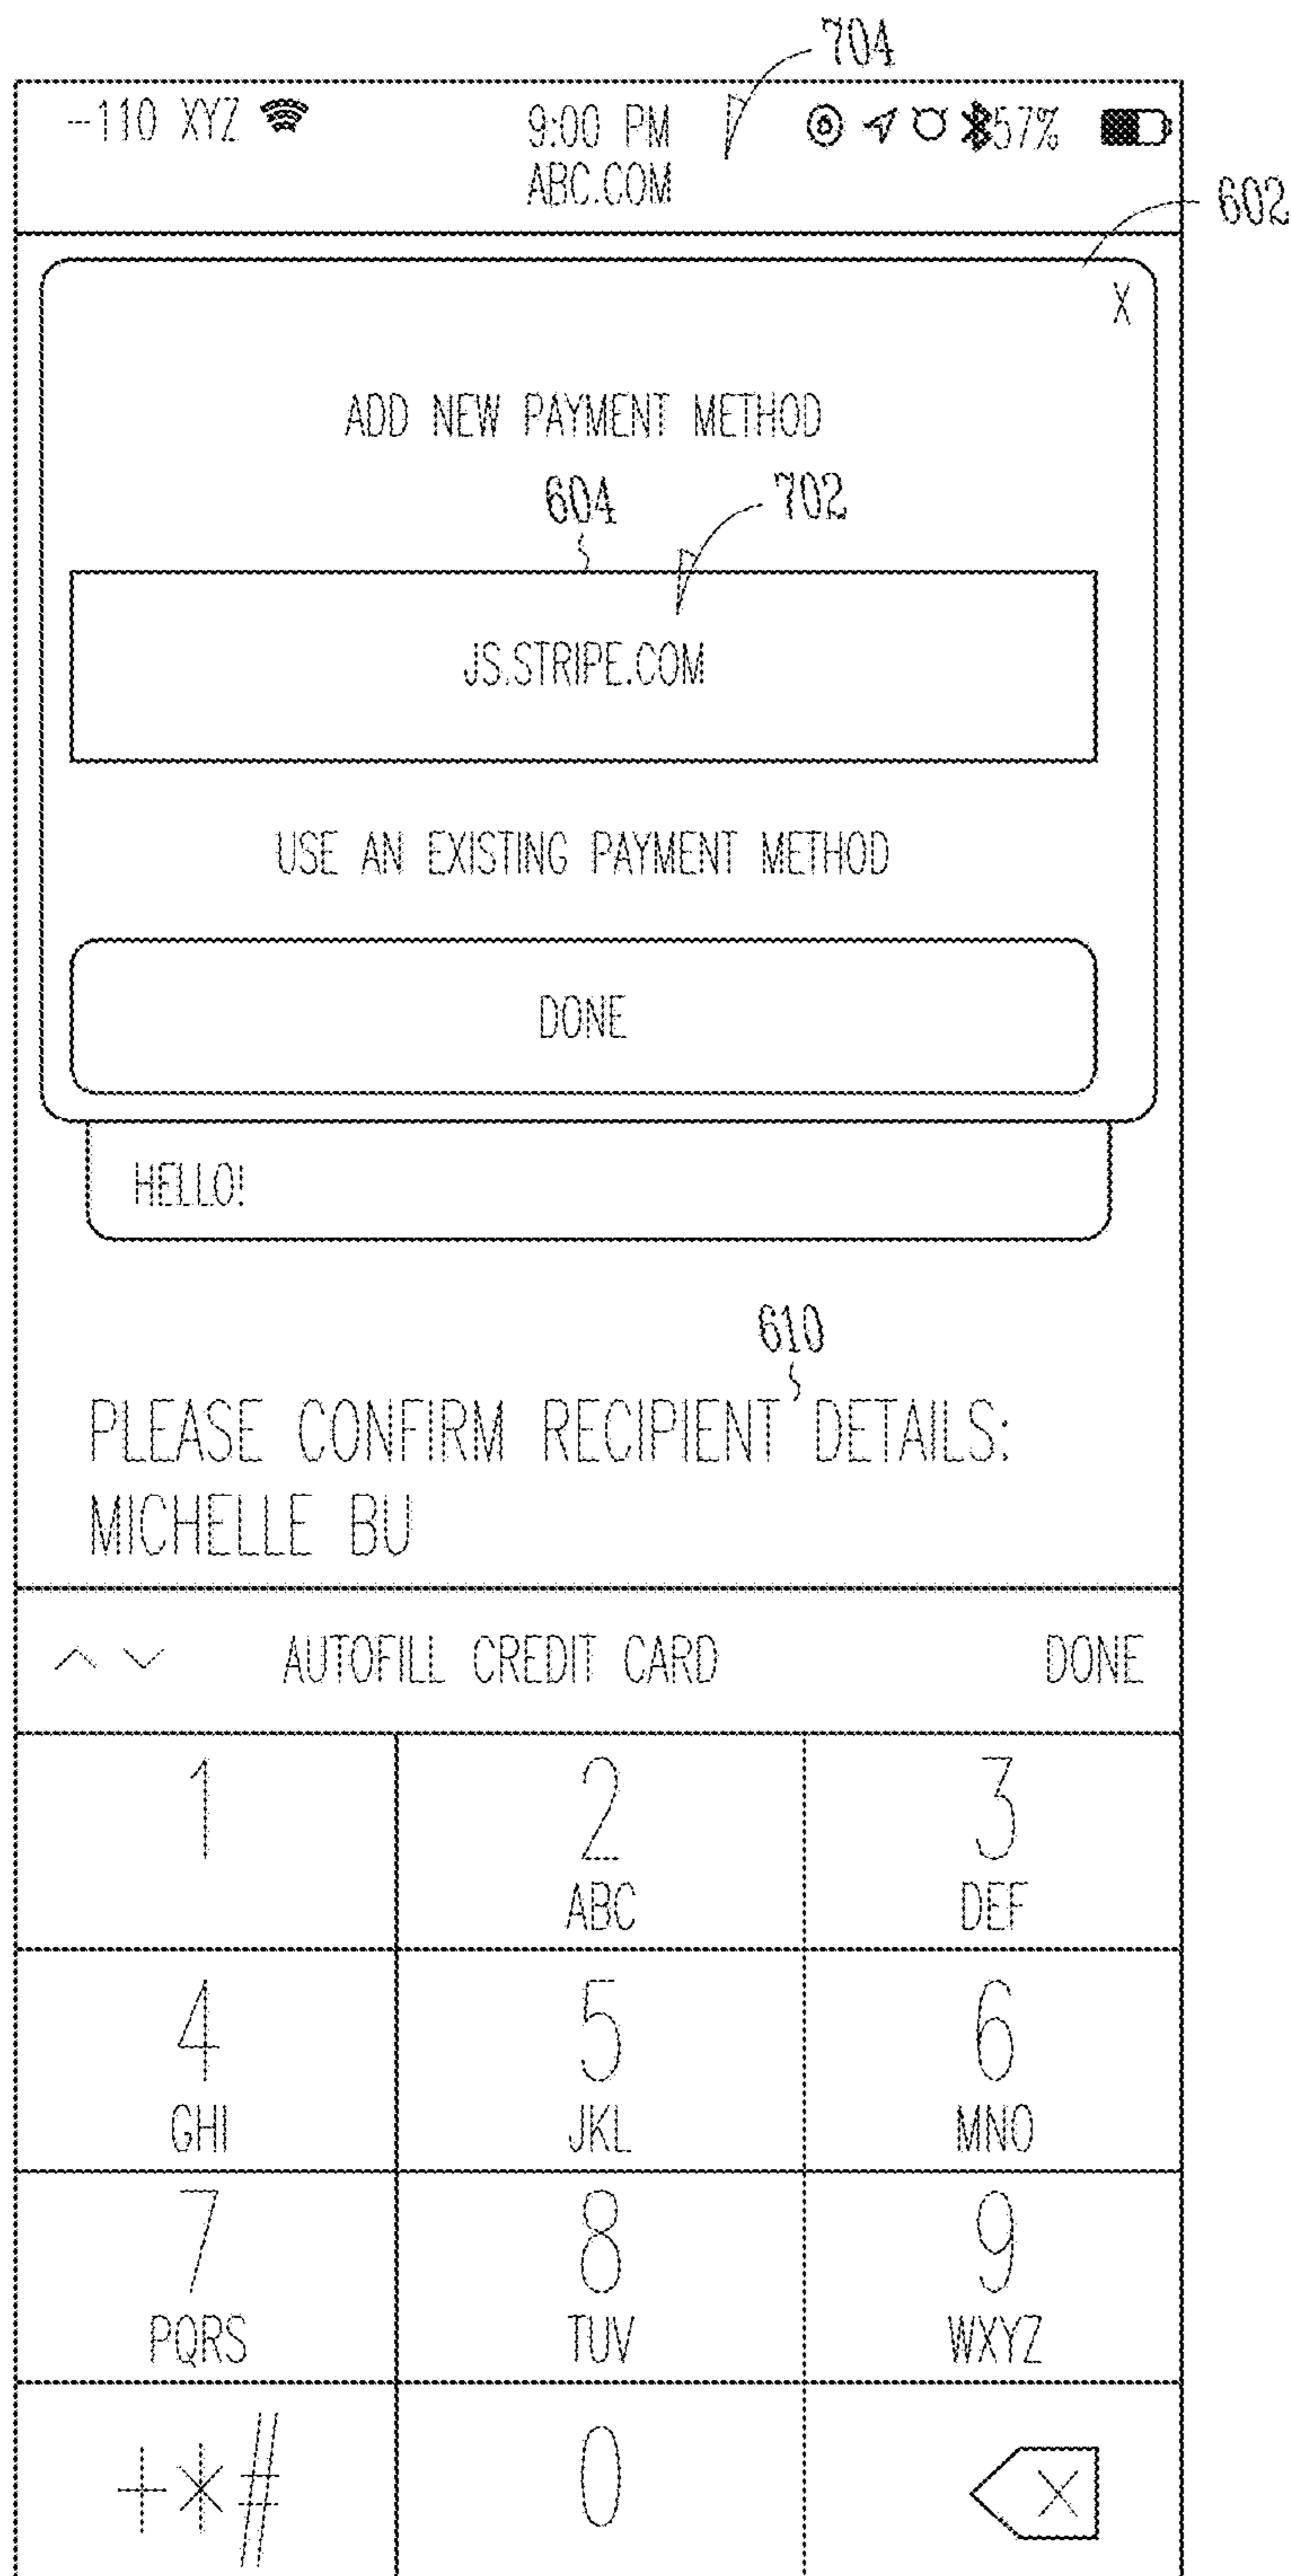 704
--110 XYZ 9:00 PM 57%
ABC.COM
602
X
ADD NEW PAYMENT METHOD
604 702
JS.STRIPE.COM
USE AN EXISTING PAYMENT METHOD
DONE
HELLO!
610
PLEASE CONFIRM RECIPIENT DETAILS:
MICHELLE BU
AUTOFILL CREDIT CARD DONE
1 2 3
ABC DEF
4 5 6
GHI JKL MNO
7 8 9
PQRS TUV WXYZ
+*# 0 X